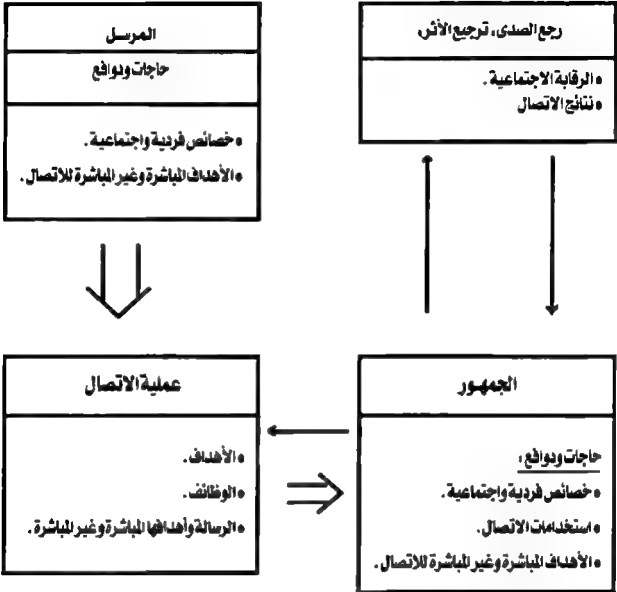 المرسل
حاجات ودوافع
• خصائص فردية واجتماعية.
• الأهداف المباشرة وغير المباشرة للاتصال.
رجع الصدى، ترجيع الأثر،
• الرقابة الاجتماعية.
• نتائج الاتصال
عملية الاتصال
• الأهداف.
• الوظائف.
• الرسالة وأهدافها المباشرة وغير المباشرة.
الجمهور
حاجات ودوافع:
• خصائص فردية واجتماعية.
• استخدامات الاتصال.
• الأهداف المباشرة وغير المباشرة للاتصال.